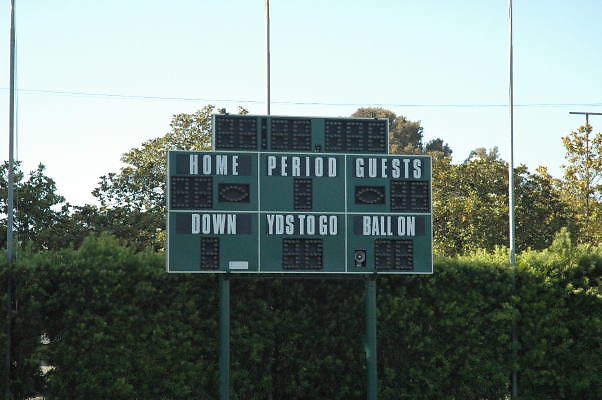 HOME PERIOD GUESTS
DOWN YDS TO GO BALL ON